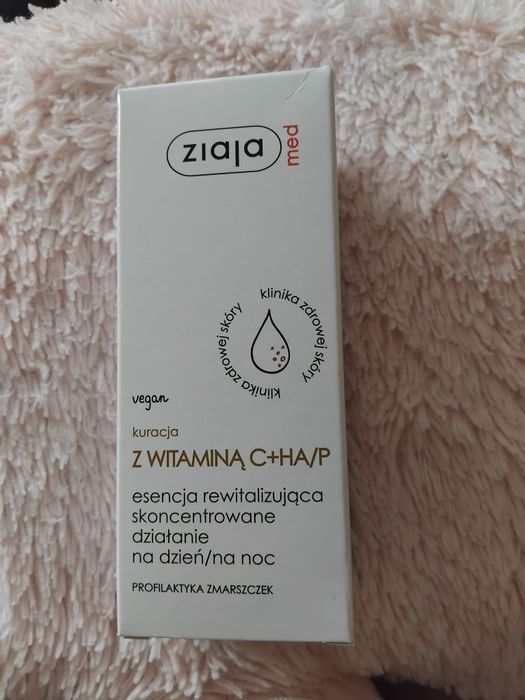 ziaja
med
klinika zdrowej skóry
klinika zdrowej skóry
vegan
kuracja
Z WITAMINĄ C+HA/P
esencja rewitalizująca
skoncentrowane
działanie
na dzień/na noc
PROFILAKTYKA ZMARSZCZEK